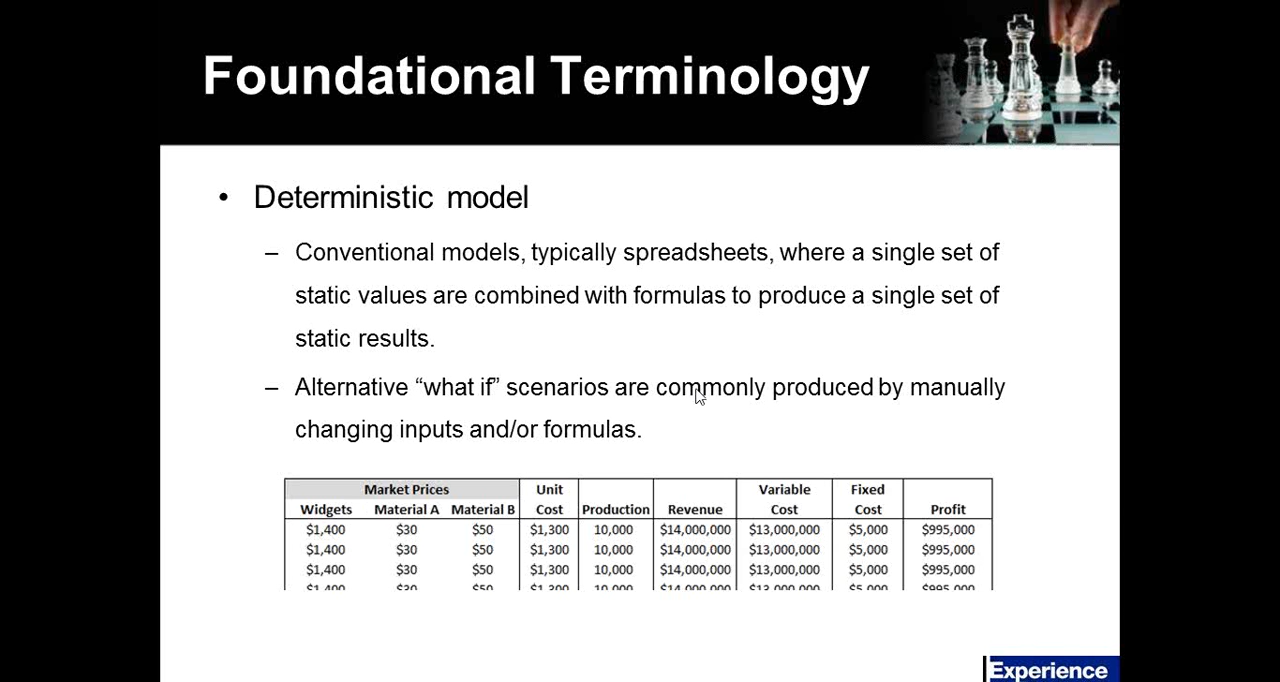 Foundational Terminology
• Deterministic model
– Conventional models, typically spreadsheets, where a single set of
static values are combined with formulas to produce a single set of
static results.
– Alternative “what if” scenarios are commonly produced by manually
changing inputs and/or formulas.
Market Prices Unit Variable Fixed
Widgets Material A Material B Cost Production Revenue Cost Cost Profit
$1,400 $30 $50 $1,300 10,000 $14,000,000 $13,000,000 $5,000 $995,000
$1,400 $30 $50 $1,300 10,000 $14,000,000 $13,000,000 $5,000 $995,000
$1,400 $30 $50 $1,300 10,000 $14,000,000 $13,000,000 $5,000 $995,000
$1,400 $30 $50 $1,300 10,000 $14,000,000 $13,000,000 $5,000 $995,000
Experience